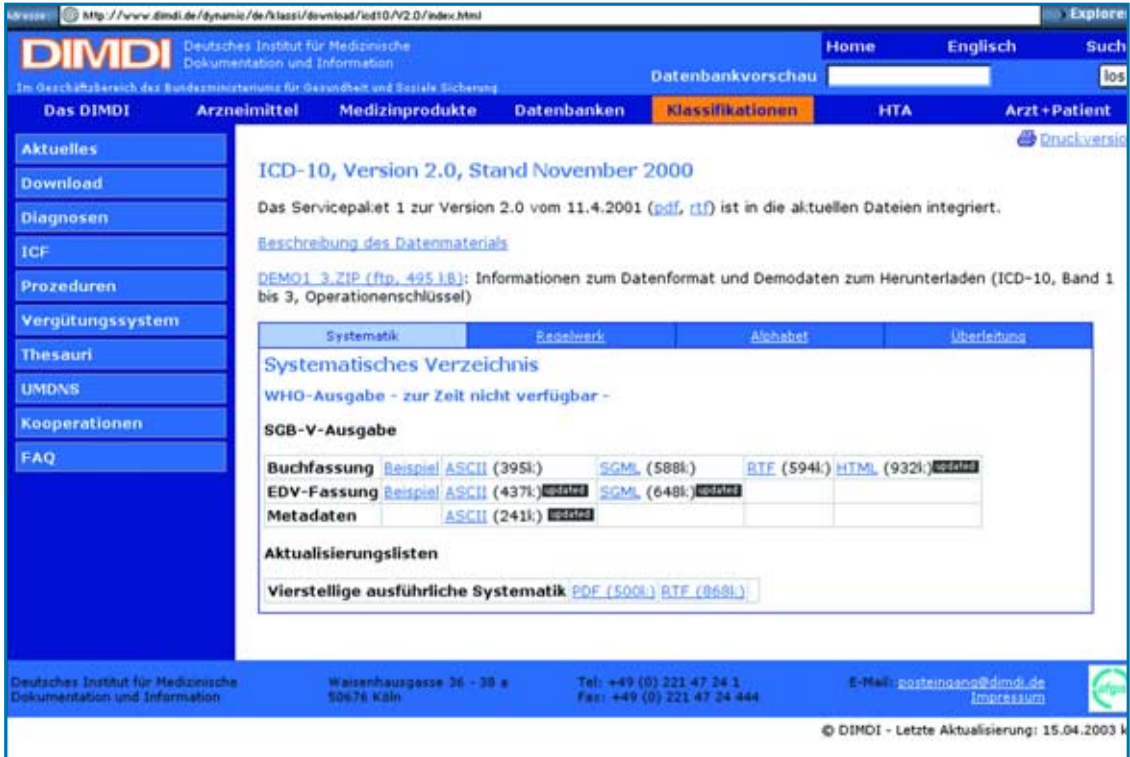 Adresse: http://www.dimdi.de/dynamic/de/klassi/download/icd10/V2.0/index.html Explorer
DIMDI Deutsches Institut für Medizinische
Dokumentation und Information
Im Geschäftsbereich des Bundesministeriums für Gesundheit und Soziale Sicherung
Home Englisch Such
Datenbankvorschau los
Das DIMDI Arzneimittel Medizinprodukte Datenbanken Klassifikationen HTA Arzt+Patient
Druckversio
Aktuelles
Download
Diagnosen
ICF
Prozeduren
Vergütungssystem
Thesauri
UMDNS
Kooperationen
FAQ
ICD-10, Version 2.0, Stand November 2000
Das Servicepaket 1 zur Version 2.0 vom 11.4.2001 (pdf, rtf) ist in die aktuellen Dateien integriert.
Beschreibung des Datenmaterials
DEMO1_3.ZIP (ftp, 495 kB): Informationen zum Datenformat und Demodaten zum Herunterladen (ICD-10, Band 1
bis 3, Operationenschlüssel)
Systematik Regelwerk Alphabet Überleitung
Systematisches Verzeichnis
WHO-Ausgabe - zur Zeit nicht verfügbar -
SGB-V-Ausgabe
Buchfassung Beispiel ASCII (395k) SGML (588k) RTF (594k) HTML (932k) updated
EDV-Fassung Beispiel ASCII (437k) updated SGML (648k) updated
Metadaten ASCII (241k) updated
Aktualisierungslisten
Vierstellige ausführliche Systematik PDF (500k) RTF (868k)
Deutsches Institut für Medizinische
Dokumentation und Information
Waisenhausgasse 36 - 38 a
50676 Köln
Tel: +49 (0) 221 47 24 1
Fax: +49 (0) 221 47 24 444
E-Mail: posteingang@dimdi.de
Impressum
afgis
© DIMDI - Letzte Aktualisierung: 15.04.2003 k